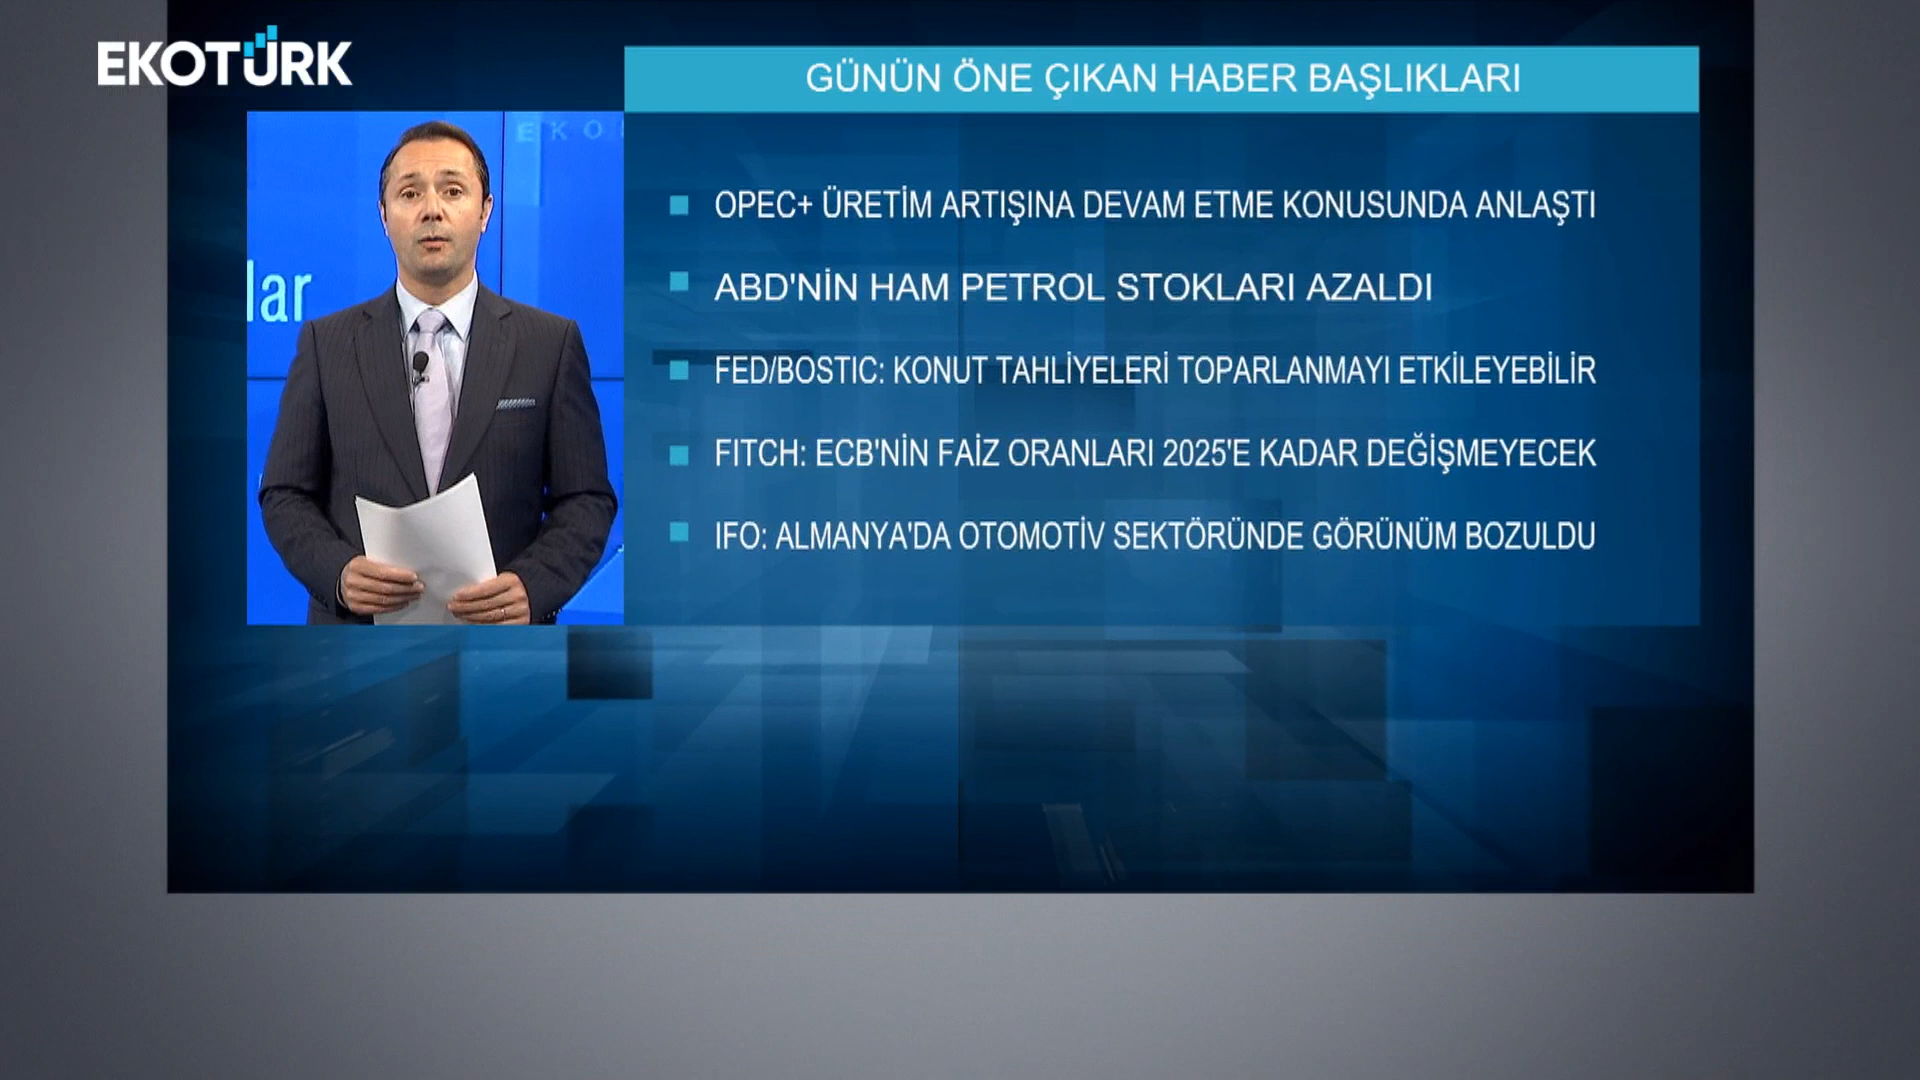 EKOTÜRK
GÜNÜN ÖNE ÇIKAN HABER BAŞLIKLARI
EKO
lar
OPEC+ ÜRETİM ARTIŞINA DEVAM ETME KONUSUNDA ANLAŞTI
ABD'NİN HAM PETROL STOKLARI AZALDI
FED/BOSTIC: KONUT TAHLİYELERİ TOPARLANMAYI ETKİLEYEBİLİR
FITCH: ECB'NİN FAİZ ORANLARI 2025'E KADAR DEĞİŞMEYECEK
IFO: ALMANYA'DA OTOMOTİV SEKTÖRÜNDE GÖRÜNÜM BOZULDU